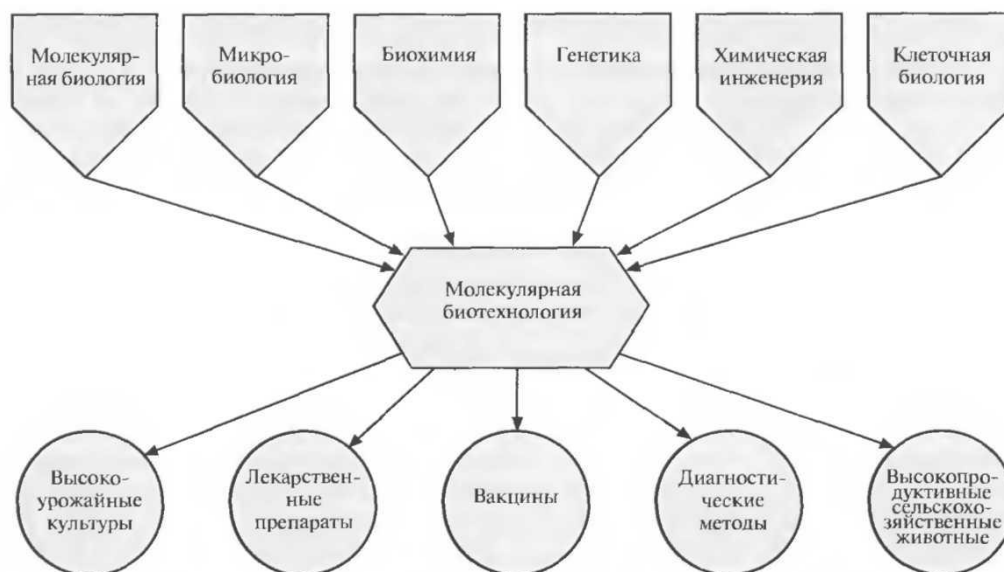 Молекуляр-
ная биология
Микро-
биология
Биохимия
Генетика
Химическая
инженерия
Клеточная
биология
Молекулярная
биотехнология
Высоко-
урожайные
культуры
Лекарствен-
ные
препараты
Вакцины
Диагности-
ческие
методы
Высокопро-
дуктивные
сельскохо-
зяйственные
животные